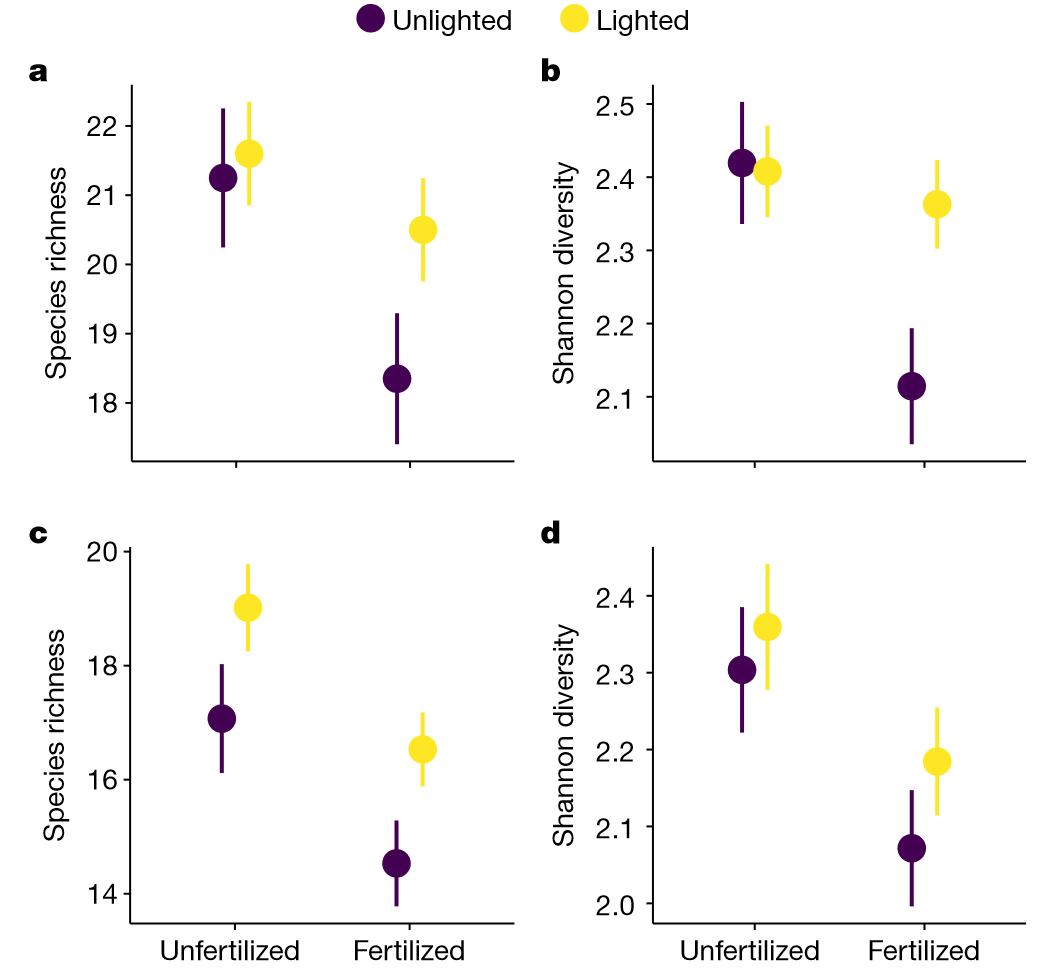 Unlighted Lighted
a
22
21
20
19
18
Species richness
b
2.5
2.4
2.3
2.2
2.1
Shannon diversity
c
20
18
16
14
Species richness
Unfertilized Fertilized
d
2.4
2.3
2.2
2.1
2.0
Shannon diversity
Unfertilized Fertilized